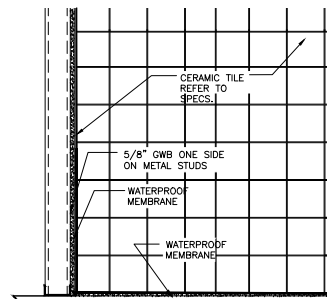 CERAMIC TILE
REFER TO
SPECS.
5/8" GWB ONE SIDE
ON METAL STUDS
WATERPROOF
MEMBRANE
WATERPROOF
MEMBRANE